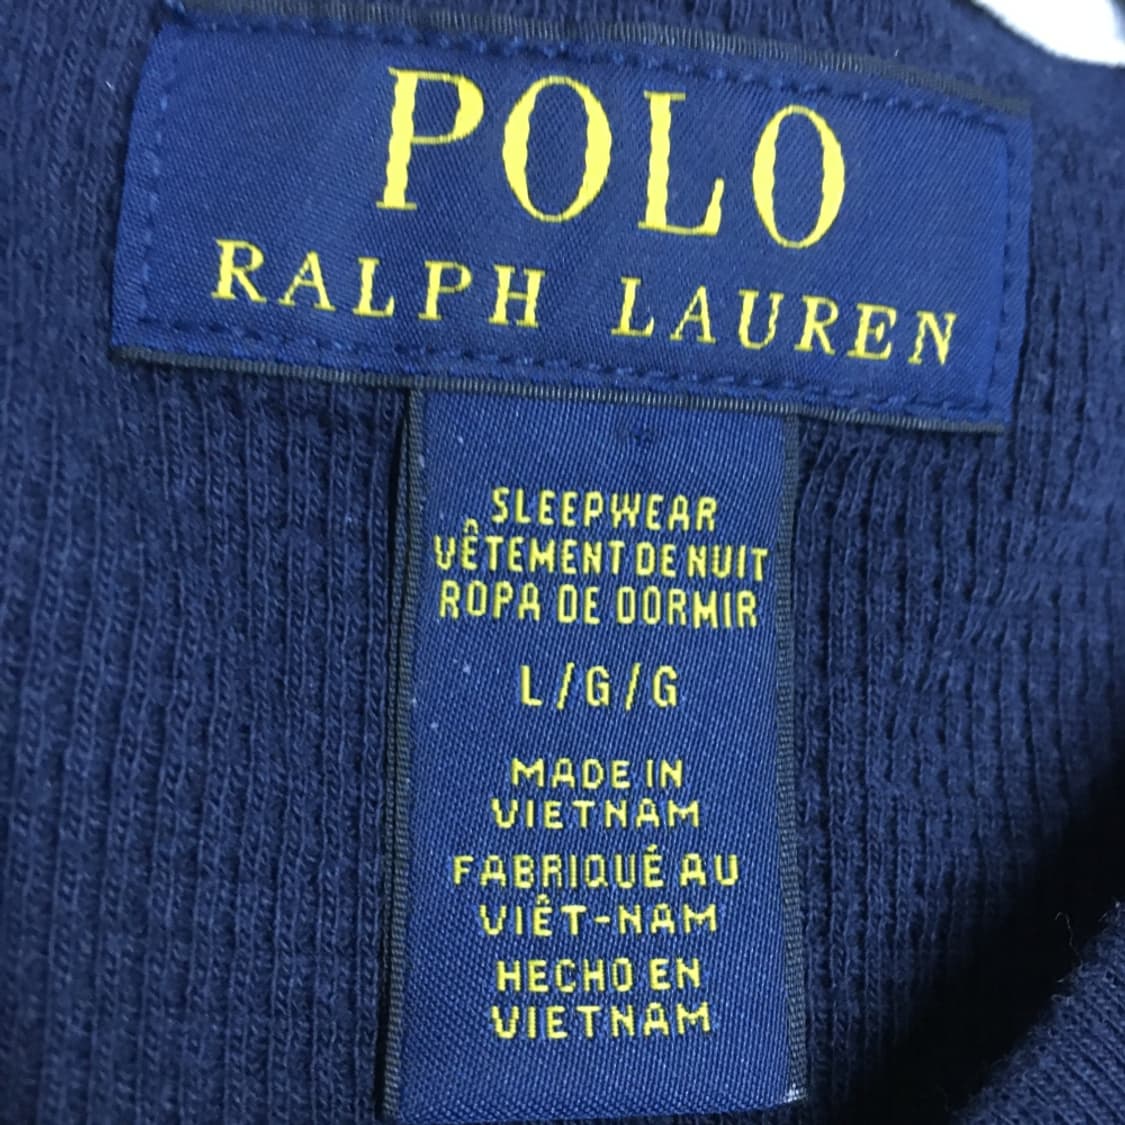 POLO
RALPH LAUREN
SLEEPWEAR
VÊTEMENT DE NUIT
ROPA DE DORMIR
L/G/G
MADE IN
VIETNAM
FABRIQUÉ AU
VIÊT-NAM
HECHO EN
VIETNAM